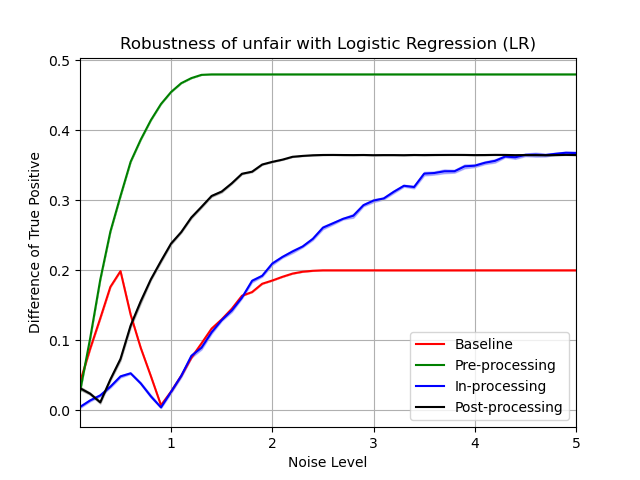 Robustness of unfair with Logistic Regression (LR)
Difference of True Positive
0.5
0.4
0.3
0.2
0.1
0.0
Baseline
Pre-processing
In-processing
Post-processing
1 2 3 4 5
Noise Level